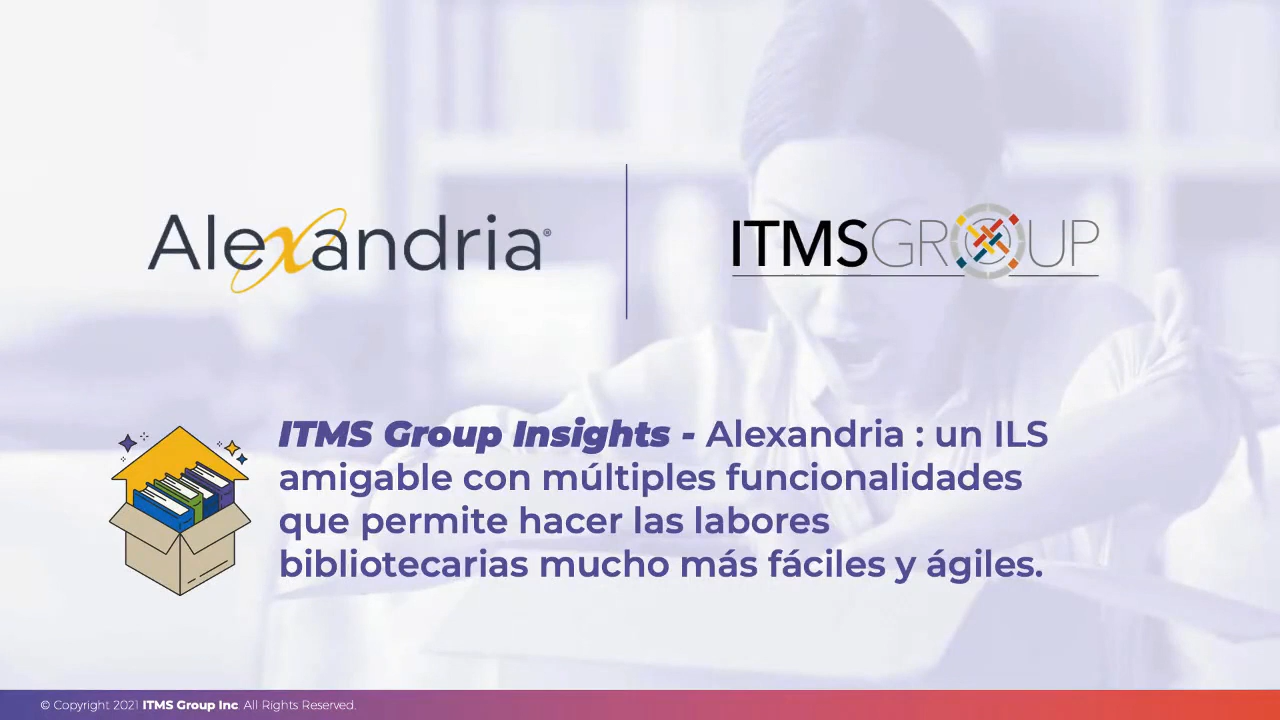 Alexandria®
ITMSGROUP
ITMS Group Insights - Alexandria : un ILS
amigable con múltiples funcionalidades
que permite hacer las labores
bibliotecarias mucho más fáciles y ágiles.
© Copyright 2021 ITMS Group Inc. All Rights Reserved.